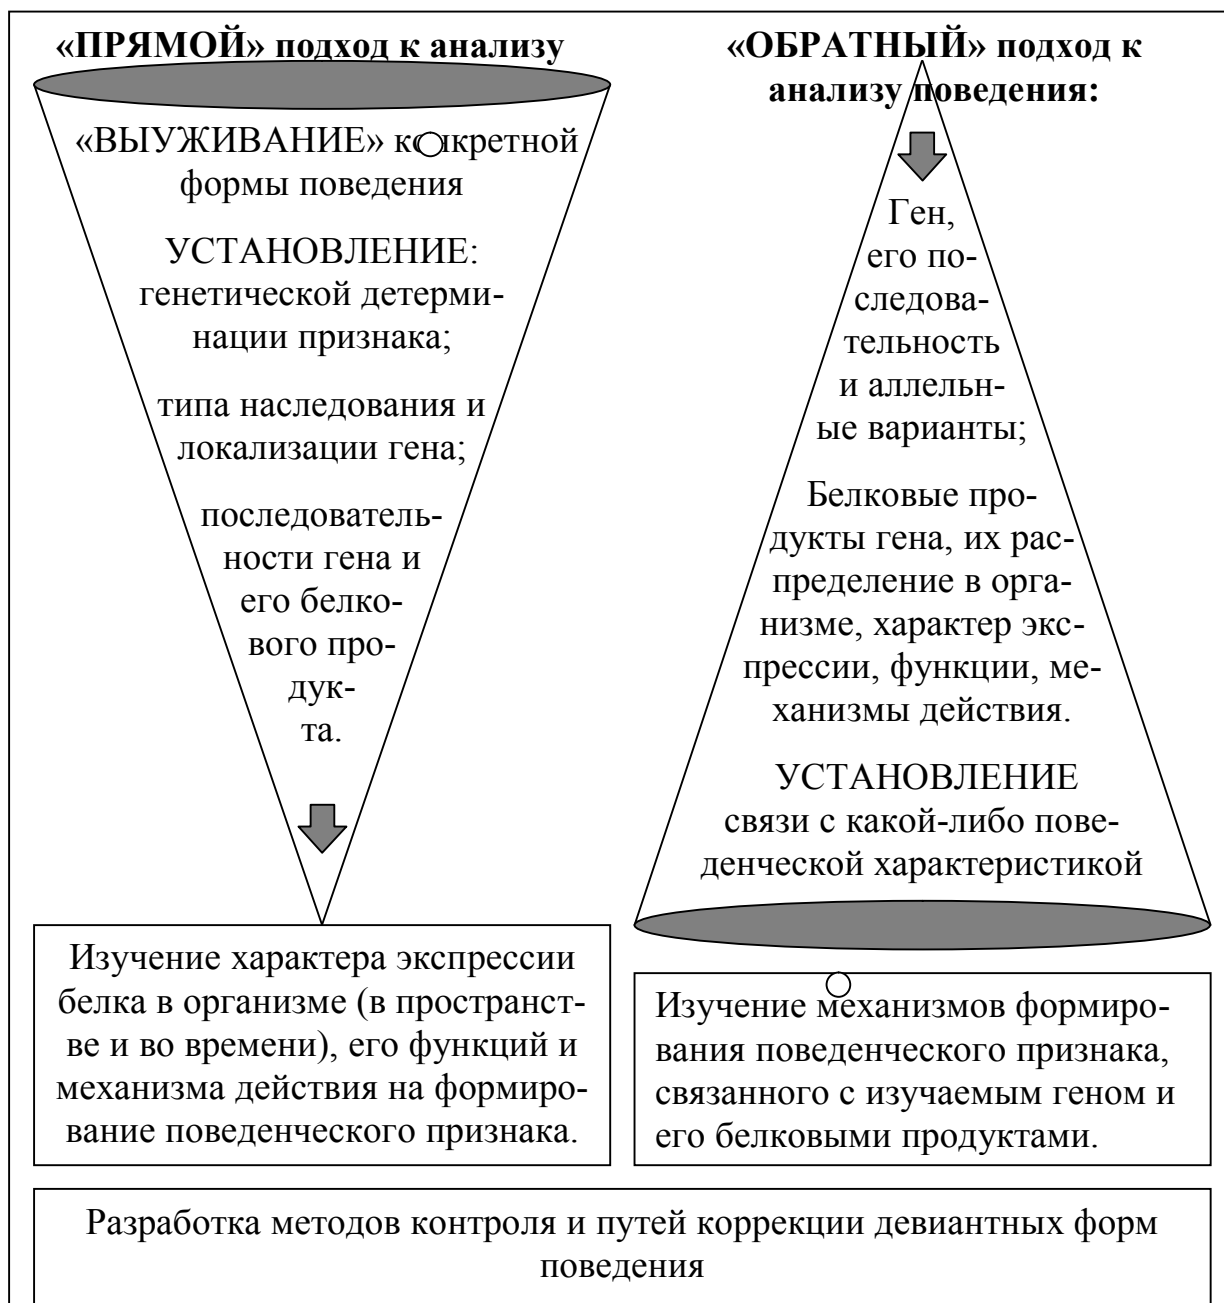 «ПРЯМОЙ» подход к анализу
«ВЫУЖИВАНИЕ» конкретной
формы поведения
УСТАНОВЛЕНИЕ:
генетической детерми-
нации признака;
типа наследования и
локализации гена;
последователь-
ности гена и
его белко-
вого про-
дук-
та.
Изучение характера экспрессии
белка в организме (в пространст-
ве и во времени), его функций и
механизма действия на формиро-
вание поведенческого признака.
«ОБРАТНЫЙ» подход к
анализу поведения:
Ген,
его по-
следова-
тельность
и аллельн-
ые варианты;
Белковые про-
дукты гена, их рас-
пределение в орга-
низме, характер экс-
прессии, функции, ме-
ханизмы действия.
УСТАНОВЛЕНИЕ
связи с какой-либо пове-
денческой характеристикой
Изучение механизмов формиро-
вания поведенческого признака,
связанного с изучаемым геном и
его белковыми продуктами.
Разработка методов контроля и путей коррекции девиантных форм
поведения